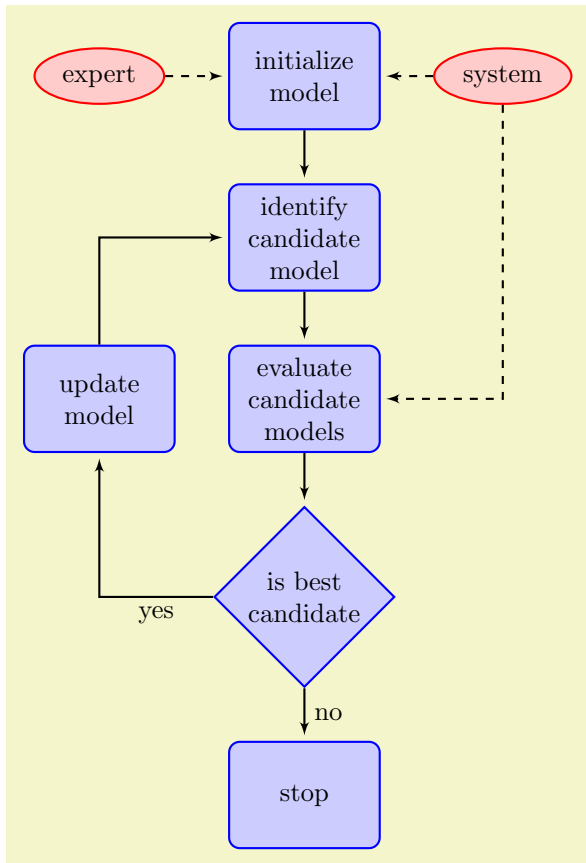 expert
initialize
model
system
identify
candidate
model
update
model
evaluate
candidate
models
is best
candidate
yes
no
stop